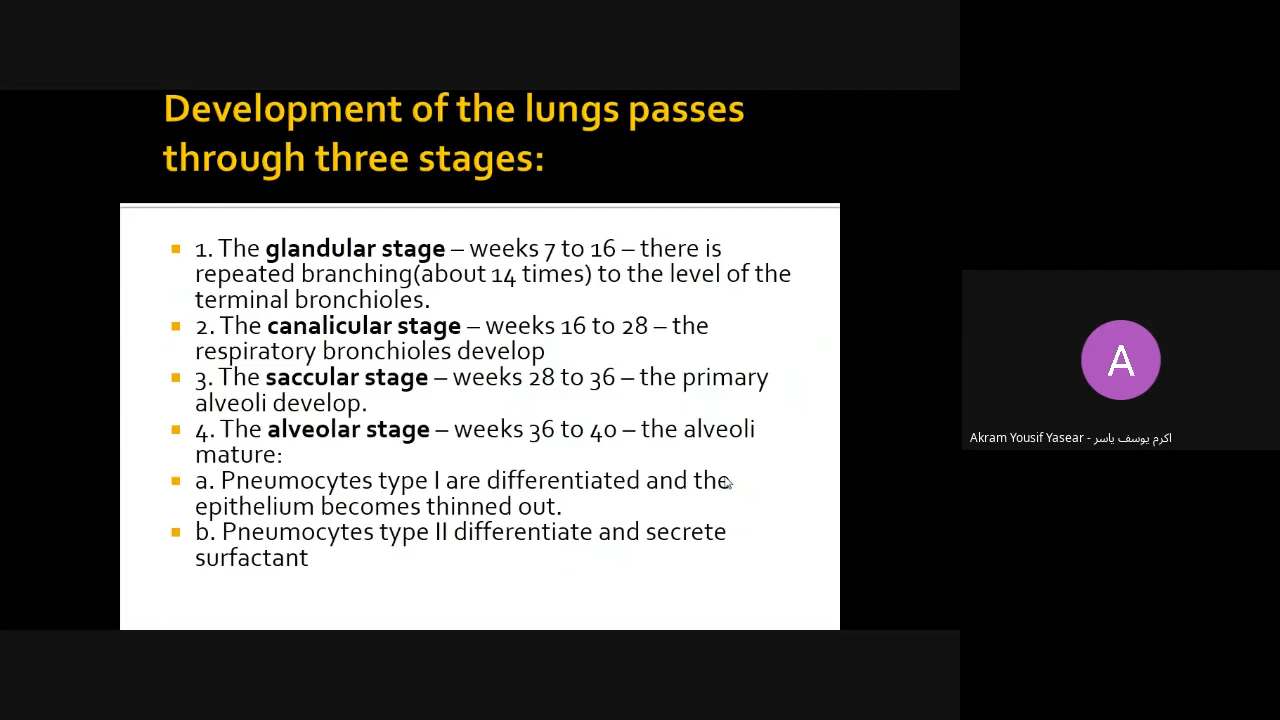 Development of the lungs passes
through three stages:
1. The glandular stage – weeks 7 to 16 – there is
repeated branching(about 14 times) to the level of the
terminal bronchioles.
2. The canalicular stage – weeks 16 to 28 – the
respiratory bronchioles develop
3. The saccular stage – weeks 28 to 36 – the primary
alveoli develop.
4. The alveolar stage – weeks 36 to 40 – the alveoli
mature:
a. Pneumocytes type I are differentiated and the
epithelium becomes thinned out.
b. Pneumocytes type II differentiate and secrete
surfactant
A
Akram Yousif Yasear - اكرم يوسف ياسر